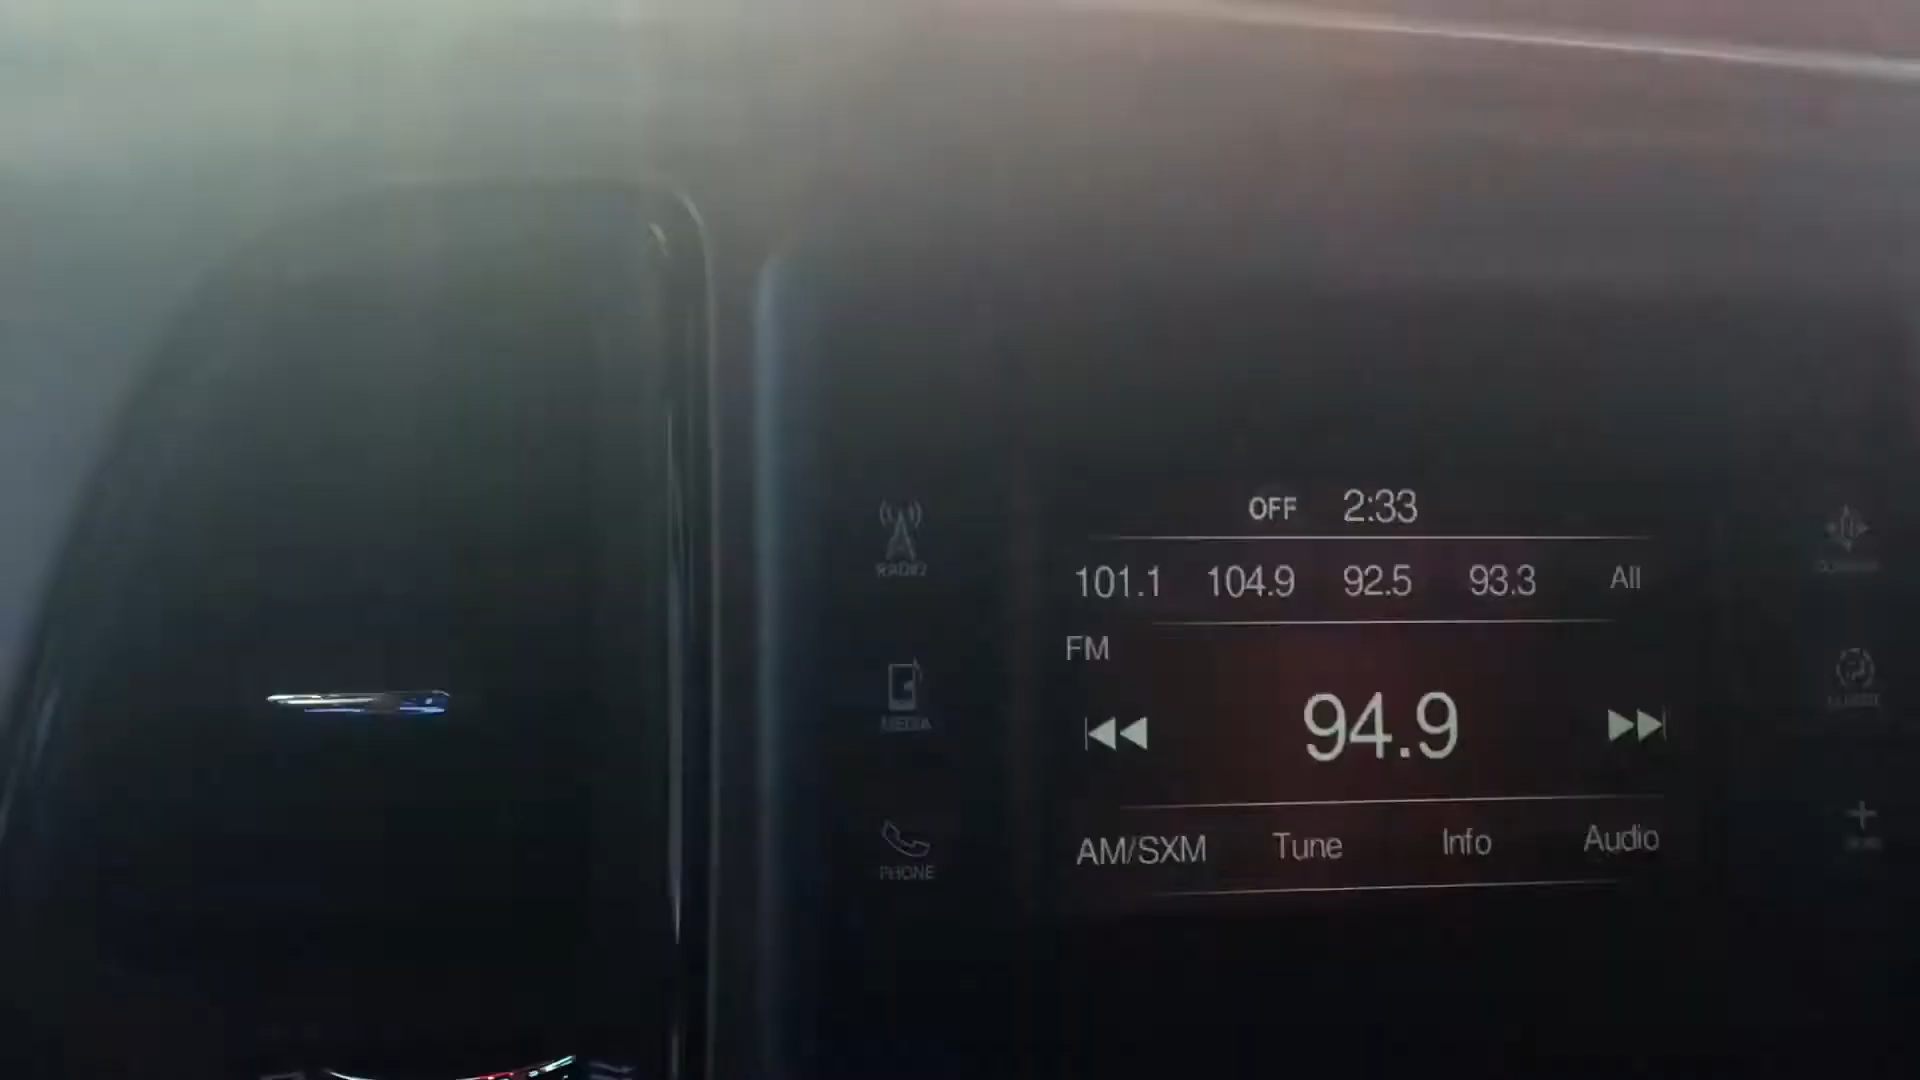 OFF 2:33
101.1 104.9 92.5 93.3 All
FM
94.9
AM/SXM Tune Info Audio
RADIO
MEDIA
PHONE